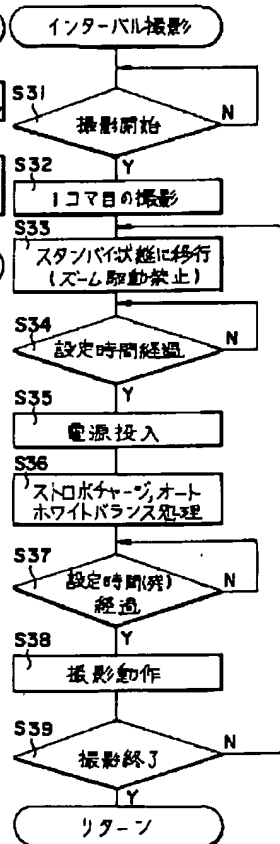 インターバル撮影
S31
撮影開始
N
Y
S32
1コマ目の撮影
S33
スタンバイ状態に移行
(ズーム駆動禁止)
S34
設定時間経過
N
Y
S35
電源投入
S36
ストロボチャージ,オート
ホワイトバランス処理
S37
設定時間(残)
経過
N
Y
S38
撮影動作
S39
撮影終了
N
Y
リターン